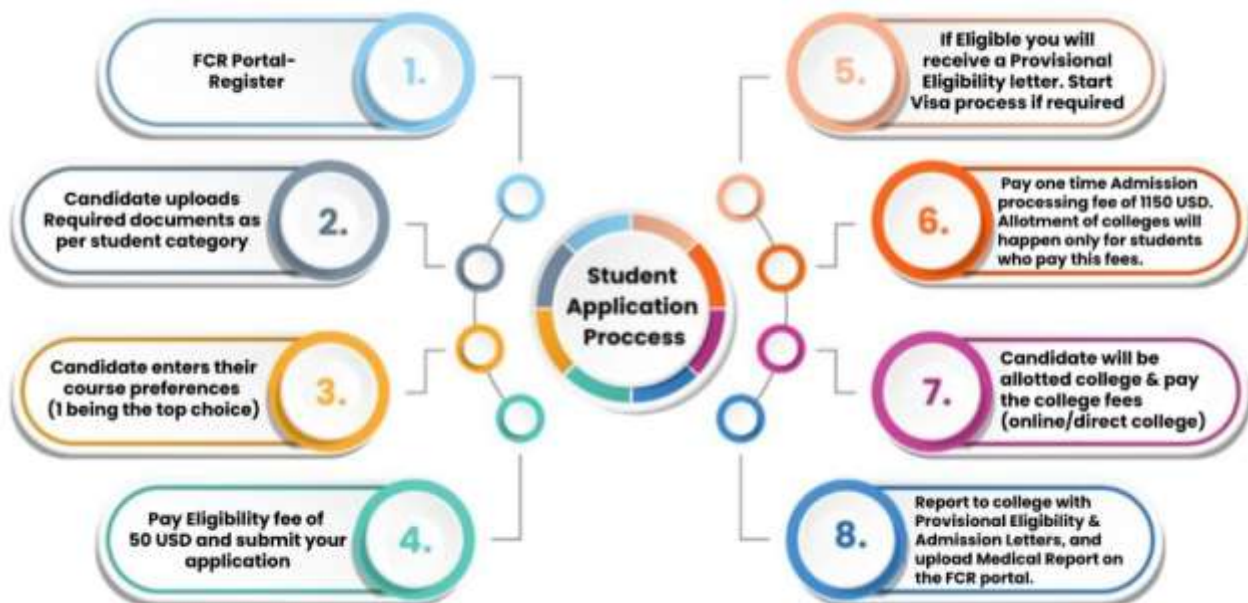 1.
FCR Portal-
Register
2.
Candidate uploads
Required documents as
per student category
3.
Candidate enters their
course preferences
(1 being the top choice)
4.
Pay Eligibility fee of
50 USD and submit your
application
Student
Application
Proccess
5.
If Eligible you will
receive a Provisional
Eligibility letter. Start
Visa process if required
6.
Pay one time Admission
processing fee of 1150 USD.
Allotment of colleges will
happen only for students
who pay this fees.
7.
Candidate will be
allotted college & pay
the college fees
(online/direct college)
8.
Report to college with
Provisional Eligibility &
Admission Letters, and
upload Medical Report on
the FCR portal.